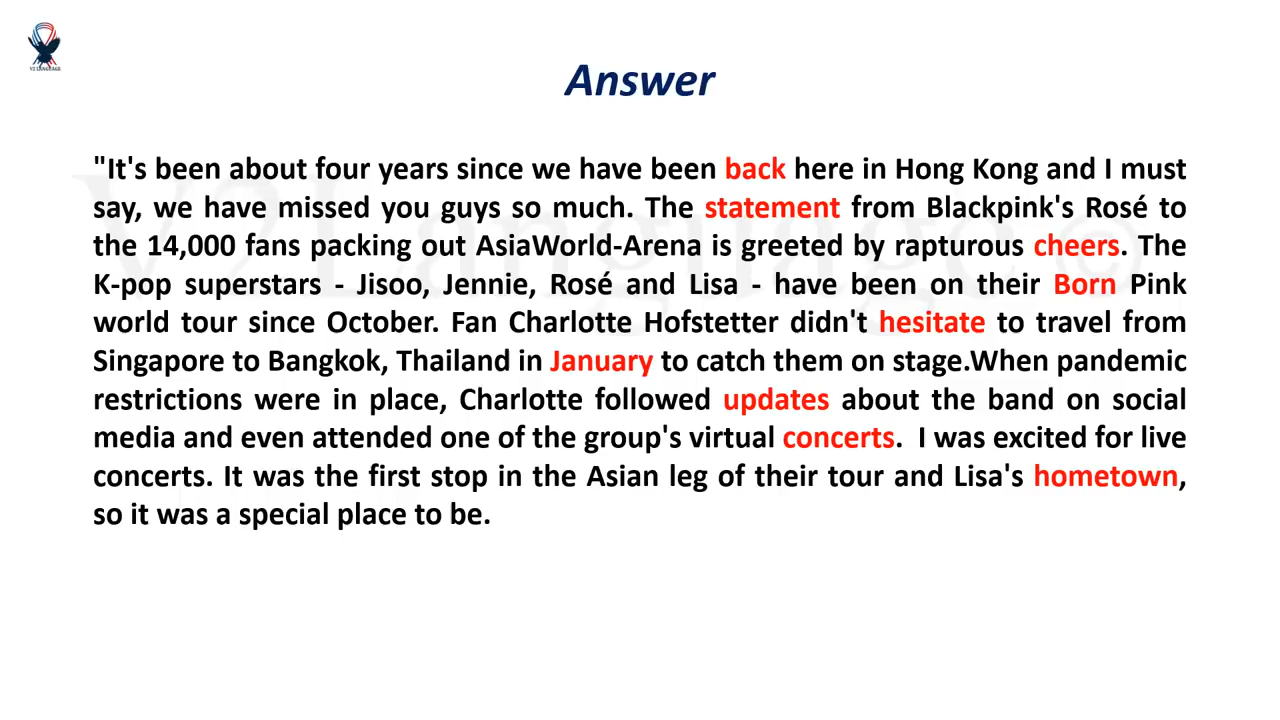 V2 LANGUAGE
Answer
"It's been about four years since we have been back here in Hong Kong and I must
say, we have missed you guys so much. The statement from Blackpink's Rosé to
the 14,000 fans packing out AsiaWorld-Arena is greeted by rapturous cheers. The
K-pop superstars - Jisoo, Jennie, Rosé and Lisa - have been on their Born Pink
world tour since October. Fan Charlotte Hofstetter didn't hesitate to travel from
Singapore to Bangkok, Thailand in January to catch them on stage.When pandemic
restrictions were in place, Charlotte followed updates about the band on social
media and even attended one of the group's virtual concerts.  I was excited for live
concerts. It was the first stop in the Asian leg of their tour and Lisa's hometown,
so it was a special place to be.
V2 Language ©